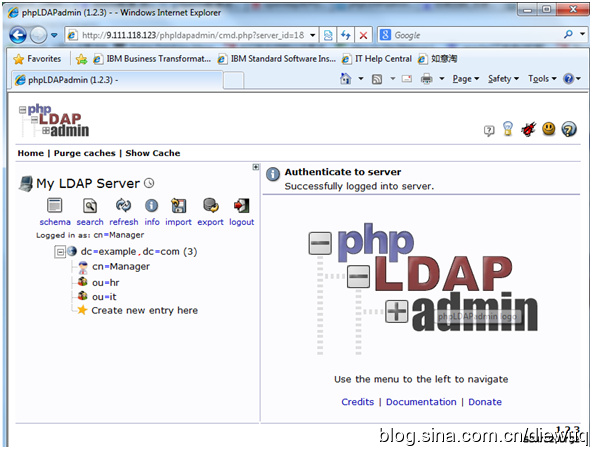 phpLDAPadmin (1.2.3) - - Windows Internet Explorer
http://9.111.118.123/phpldapadmin/cmd.php?server_id=1&
Google
Favorites
IBM Business Transformat...
IBM Standard Software Ins...
IT Help Central
如意淘
phpLDAPadmin (1.2.3) -
Page
Safety
Tools
php
LDAP
admin
Home | Purge caches | Show Cache
My LDAP Server
schema search refresh info import export logout
Logged in as: cn=Manager
dc=example,dc=com (3)
cn=Manager
ou=hr
ou=it
Create new entry here
Authenticate to server
Successfully logged into server.
php
LDAP
admin
phpLDAPadmin logo
Use the menu to the left to navigate
Credits | Documentation | Donate
1.2.3
blog.sina.com.cn/diewrq